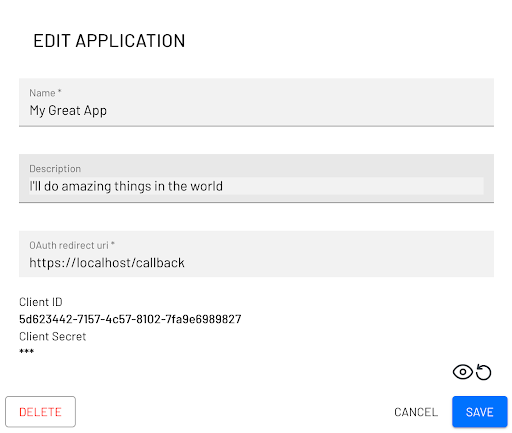 EDIT APPLICATION
Name *
My Great App
Description
I'll do amazing things in the world
OAuth redirect uri *
https://localhost/callback
Client ID
5d623442-7157-4c57-8102-7fa9e6989827
Client Secret
***
DELETE
CANCEL
SAVE